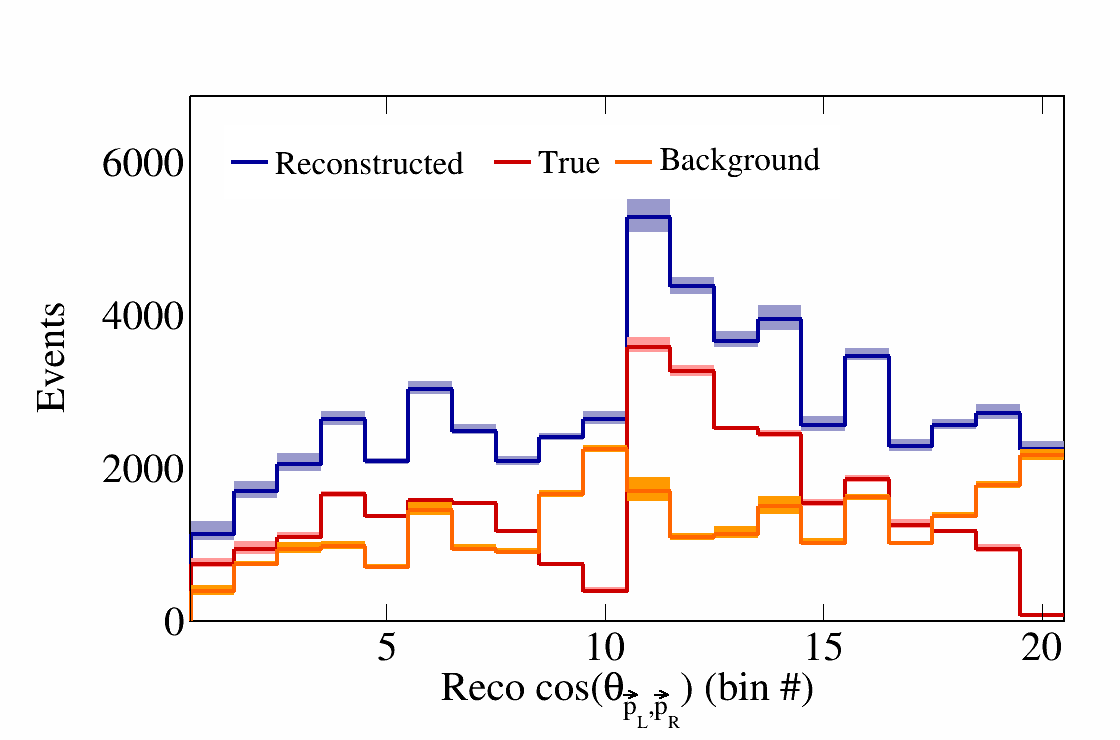 6000
4000
2000
0
Events
Reconstructed True Background
5 10 15 20
Reco cos(θp⃗L,p⃗R) (bin #)